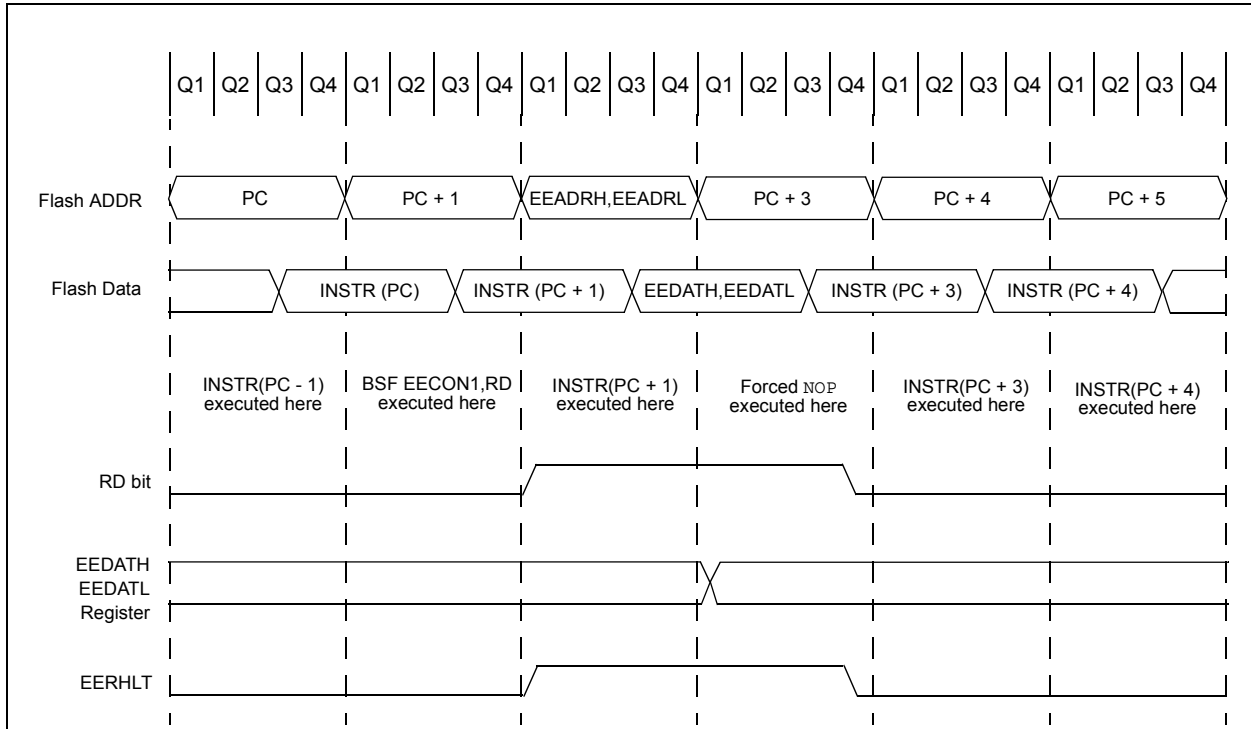 Q1 Q2 Q3 Q4 Q1 Q2 Q3 Q4 Q1 Q2 Q3 Q4 Q1 Q2 Q3 Q4 Q1 Q2 Q3 Q4 Q1 Q2 Q3 Q4
Flash ADDR PC PC + 1 EEADRH,EEADRL PC + 3 PC + 4 PC + 5
Flash Data INSTR (PC) INSTR (PC + 1) EEDATH,EEDATL INSTR (PC + 3) INSTR (PC + 4)
INSTR(PC - 1) BSF EECON1,RD INSTR(PC + 1) Forced NOP INSTR(PC + 3) INSTR(PC + 4)
executed here executed here executed here executed here executed here executed here
RD bit
EEDATH
EEDATL
Register
EERHLT